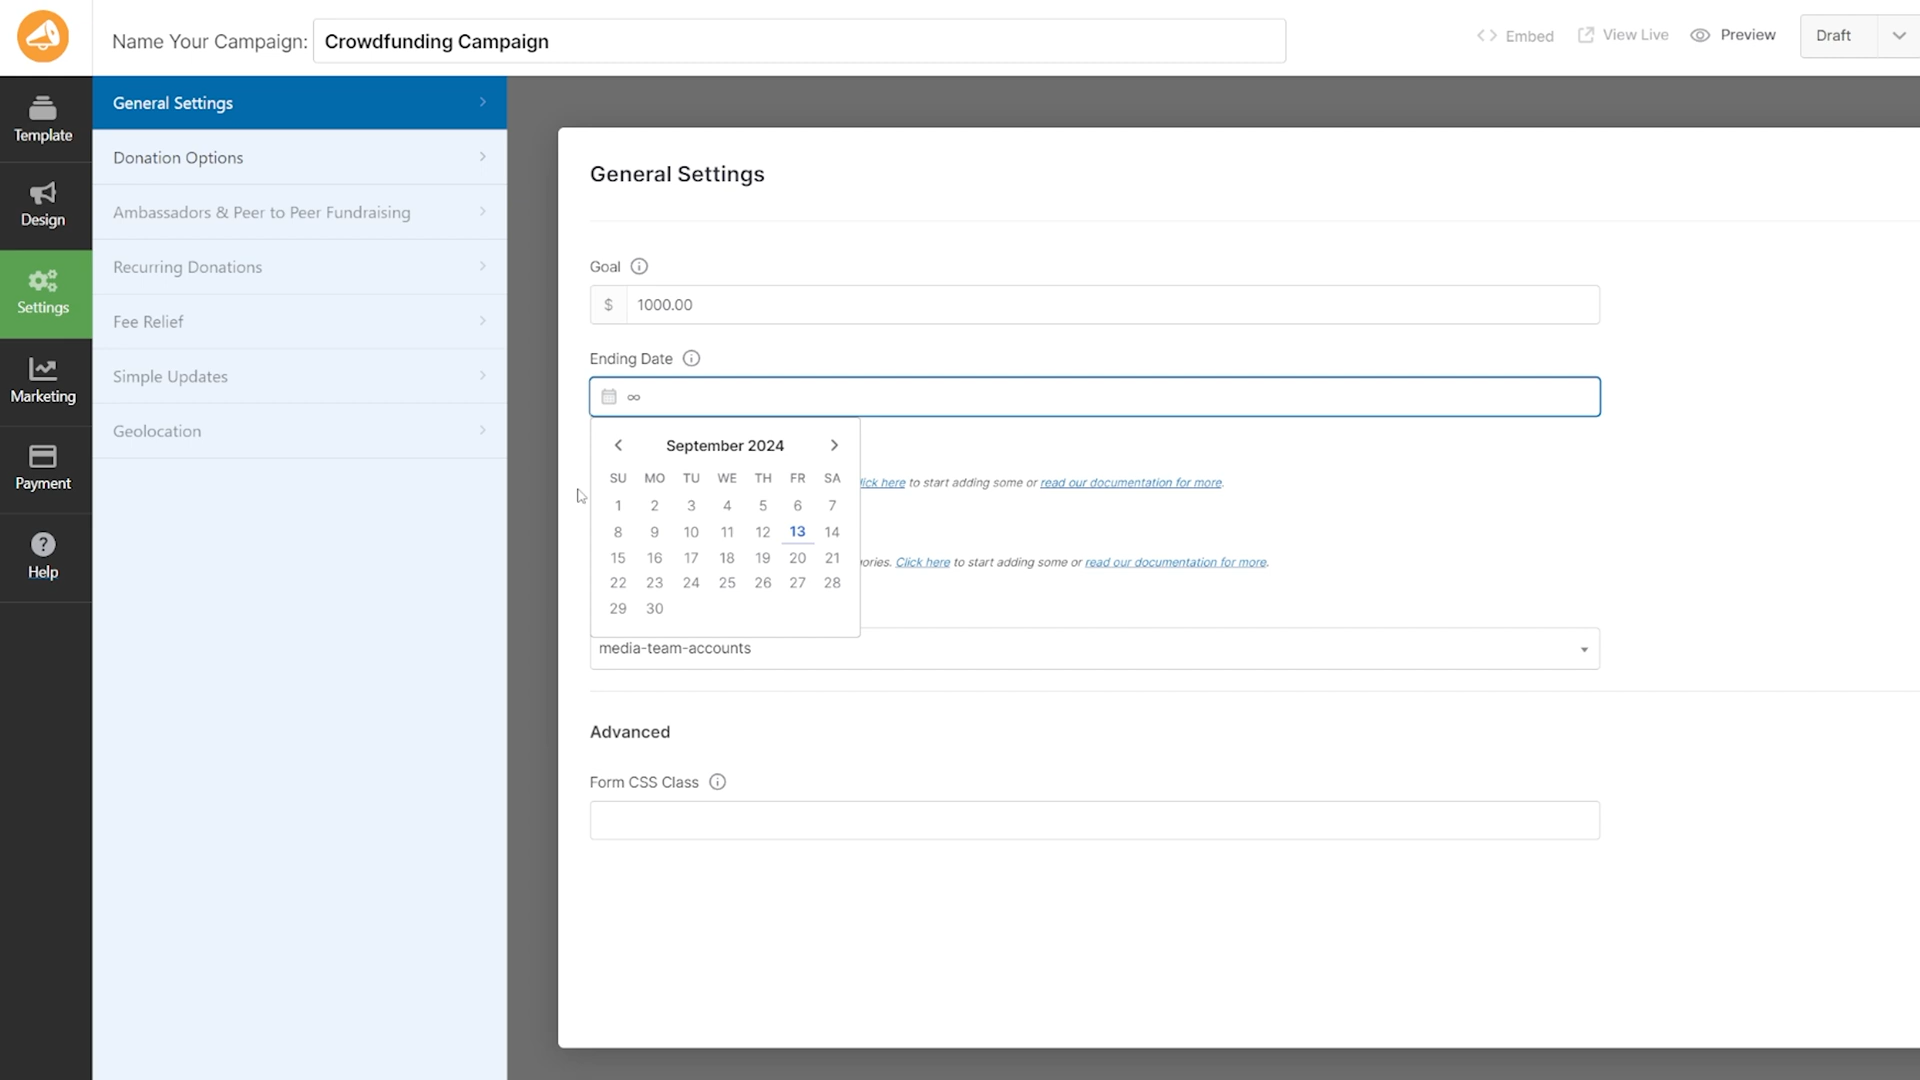 Name Your Campaign: Crowdfunding Campaign
Embed View Live Preview Draft
Template
Design
Settings
Marketing
Payment
Help
General Settings
Donation Options
Ambassadors & Peer to Peer Fundraising
Recurring Donations
Fee Relief
Simple Updates
Geolocation
General Settings
Goal
$ 1000.00
Ending Date
∞
September 2024
SU MO TU WE TH FR SA
1 2 3 4 5 6 7
8 9 10 11 12 13 14
15 16 17 18 19 20 21
22 23 24 25 26 27 28
29 30
here to start adding some or read our documentation for more.
Click here to start adding some or read our documentation for more.
media-team-accounts
Advanced
Form CSS Class